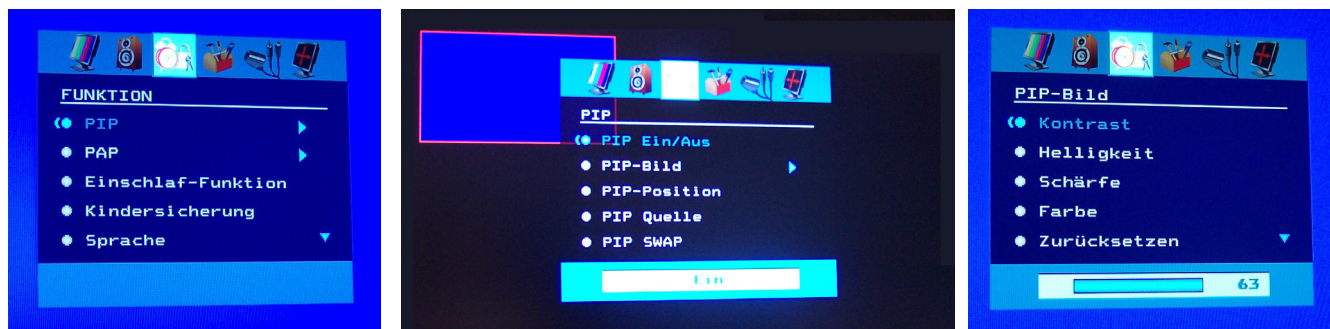 FUNKTION
PIP
PAP
Einschlaf-Funktion
Kindersicherung
Sprache
PIP
PIP Ein/Aus
PIP-Bild
PIP-Position
PIP Quelle
PIP SWAP
Ein
PIP-Bild
Kontrast
Helligkeit
Schärfe
Farbe
Zurücksetzen
63